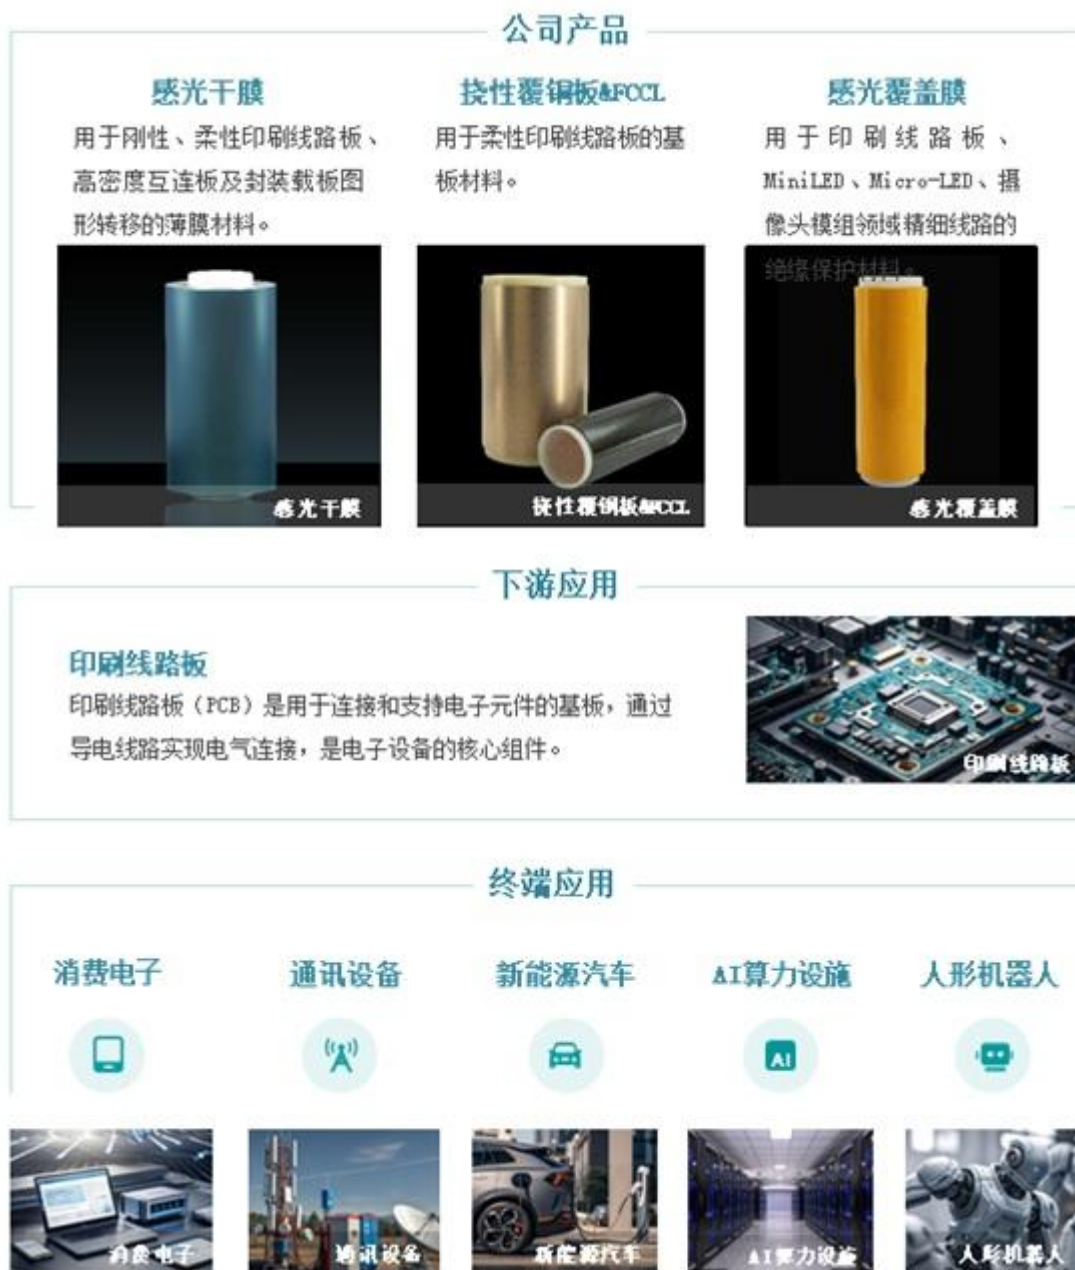 公司产品
感光干膜
用于刚性、柔性印刷线路板、
高密度互连板及封装载板图
形转移的薄膜材料。
感光干膜
挠性覆铜板&FCCL
用于柔性印刷线路板的基
板材料。
挠性覆铜板&FCCL
感光覆盖膜
用于印刷线路板、
MiniLED、Micro-LED、摄
像头模组领域精细线路的
绝缘保护材料。
感光覆盖膜
下游应用
印刷线路板
印刷线路板（PCB）是用于连接和支持电子元件的基板，通过
导电线路实现电气连接，是电子设备的核心组件。
印刷线路板
终端应用
消费电子
通讯设备
新能源汽车
AI算力设施
人形机器人
AI
消费电子
通讯设备
新能源汽车
AI算力设施
人形机器人